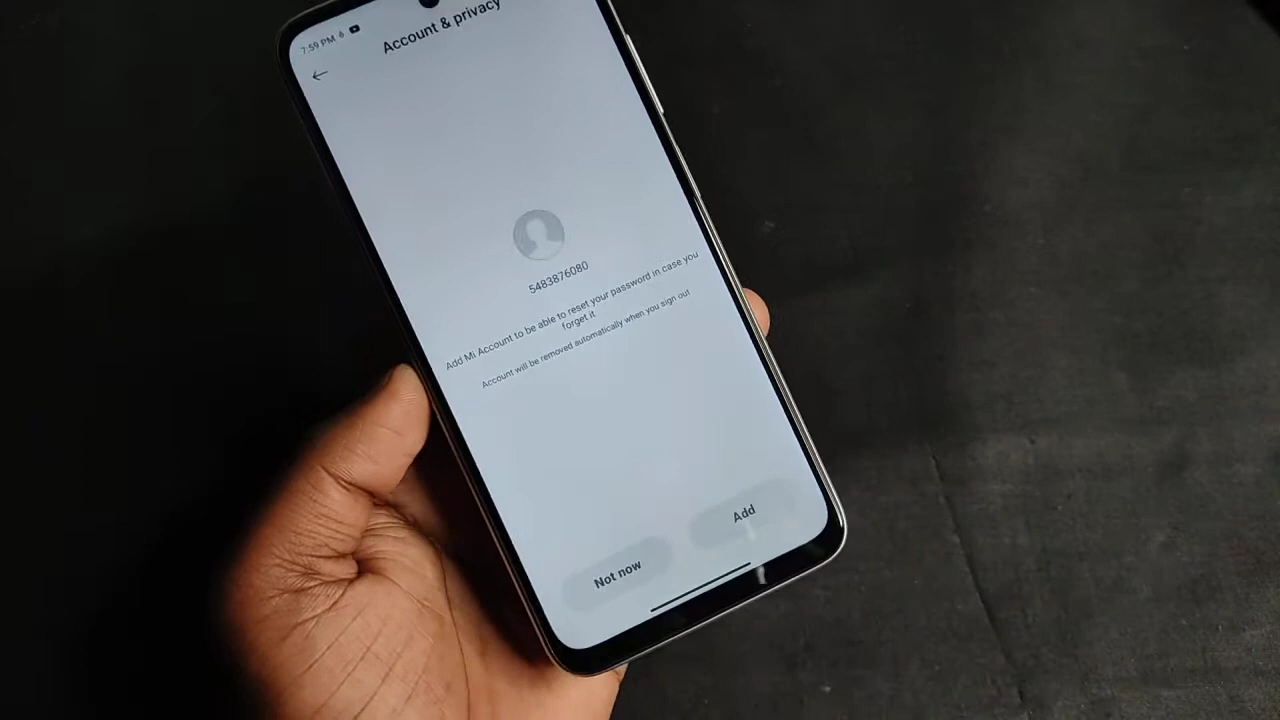 7:59 PM
Account & privacy
5483876080
Add Mi Account to be able to reset your password in case you
forget it
Account will be removed automatically when you sign out
Not now
Add